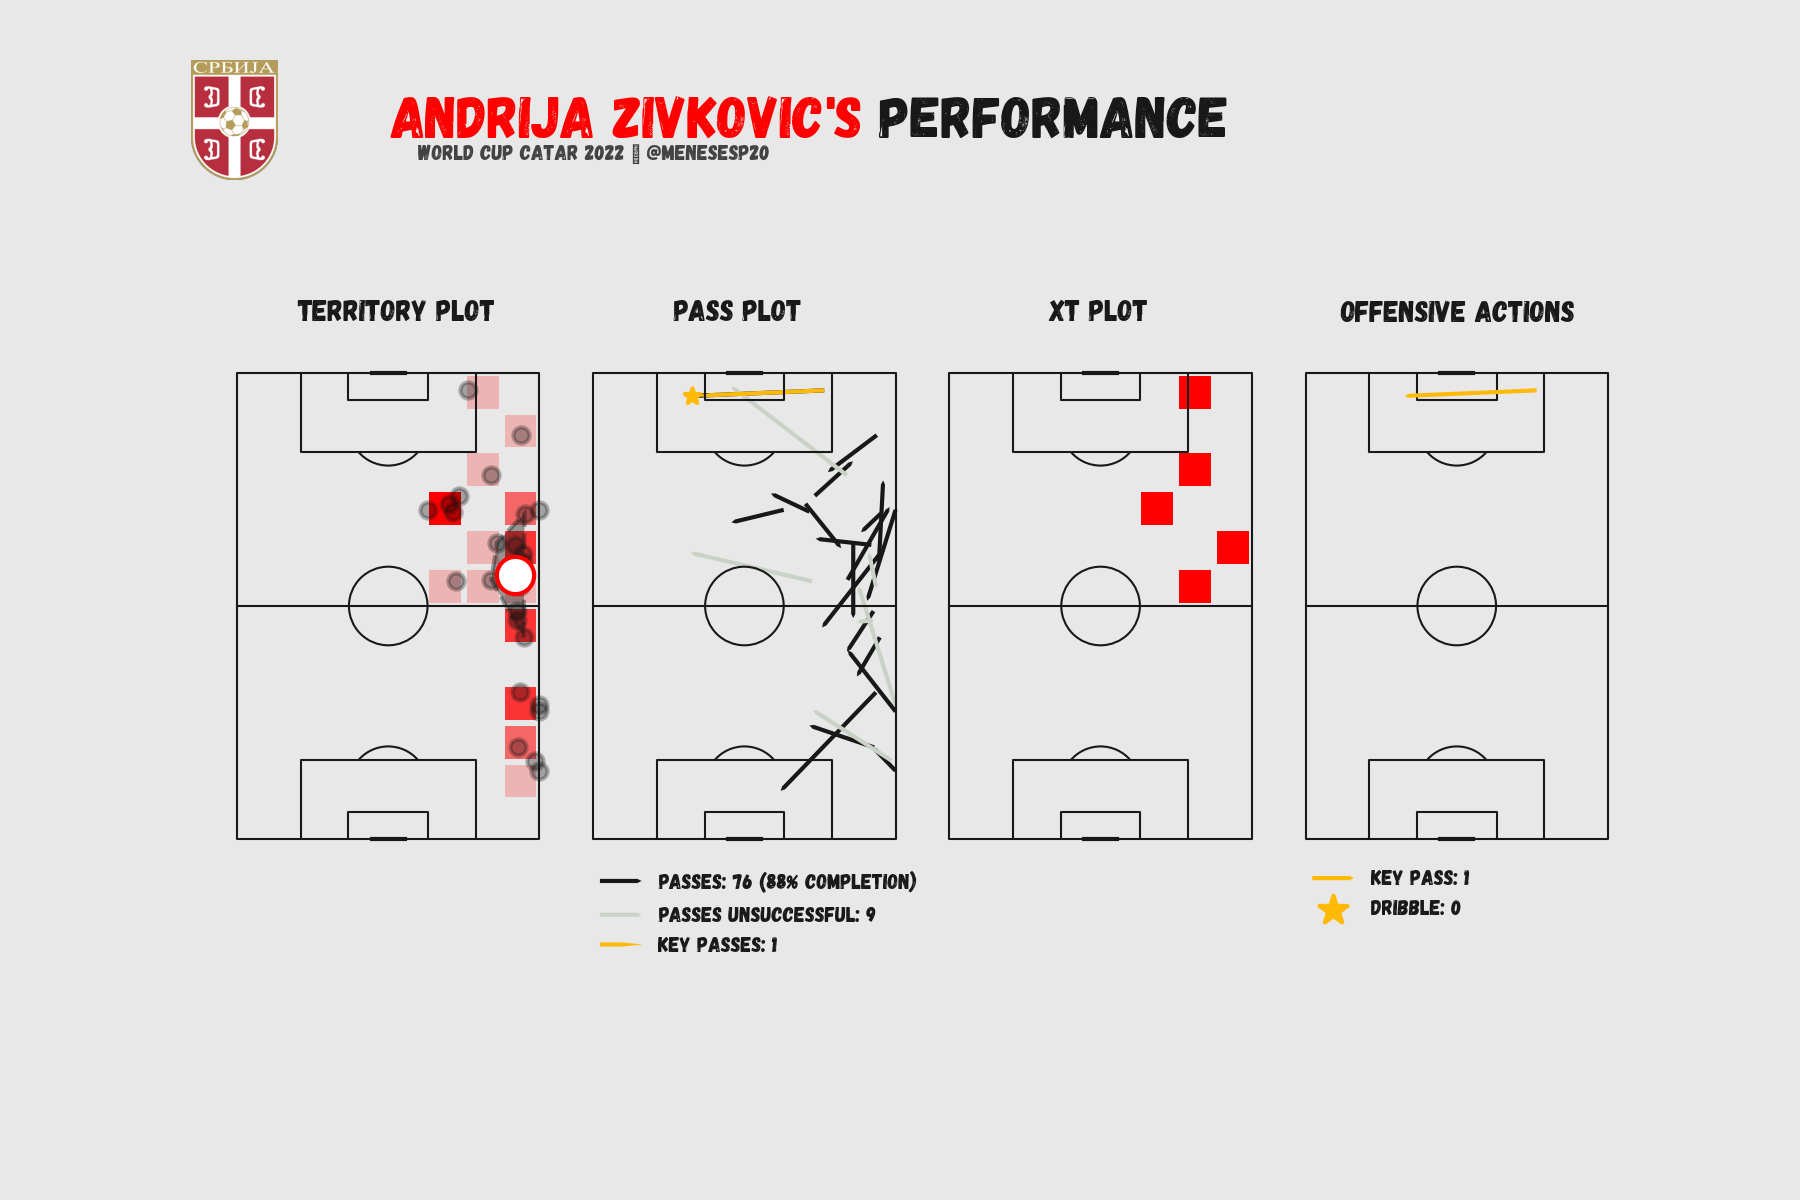 СРБИЈА
ANDRIJA ZIVKOVIC'S PERFORMANCE
WORLD CUP CATAR 2022 @MENESESP20
TERRITORY PLOT
PASS PLOT
XT PLOT
OFFENSIVE ACTIONS
PASSES: 76 (88% COMPLETION)
PASSES UNSUCCESSFUL: 9
KEY PASSES: 1
KEY PASS: 1
DRIBBLE: 0